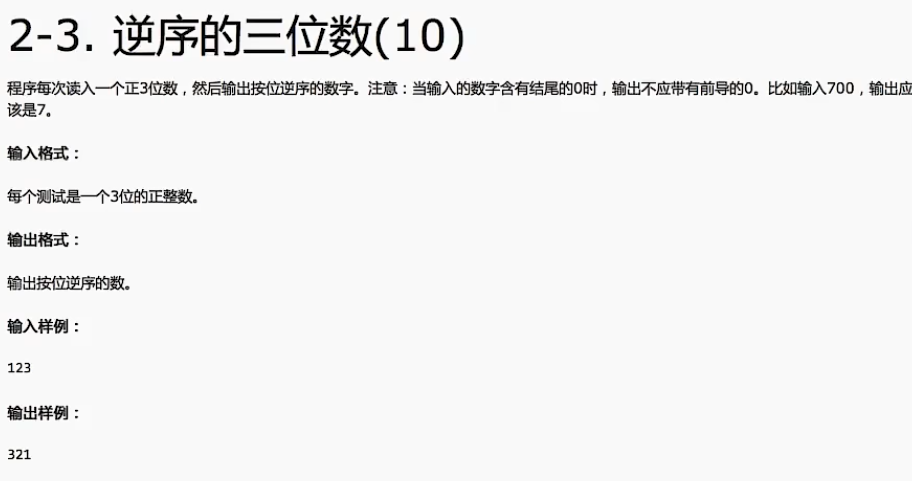 2-3. 逆序的三位数(10)
程序每次读入一个正3位数，然后输出按位逆序的数字。注意：当输入的数字含有结尾的0时，输出不应带有前导的0。比如输入700，输出应
该是7。
输入格式：
每个测试是一个3位的正整数。
输出格式：
输出按位逆序的数。
输入样例：
123
输出样例：
321